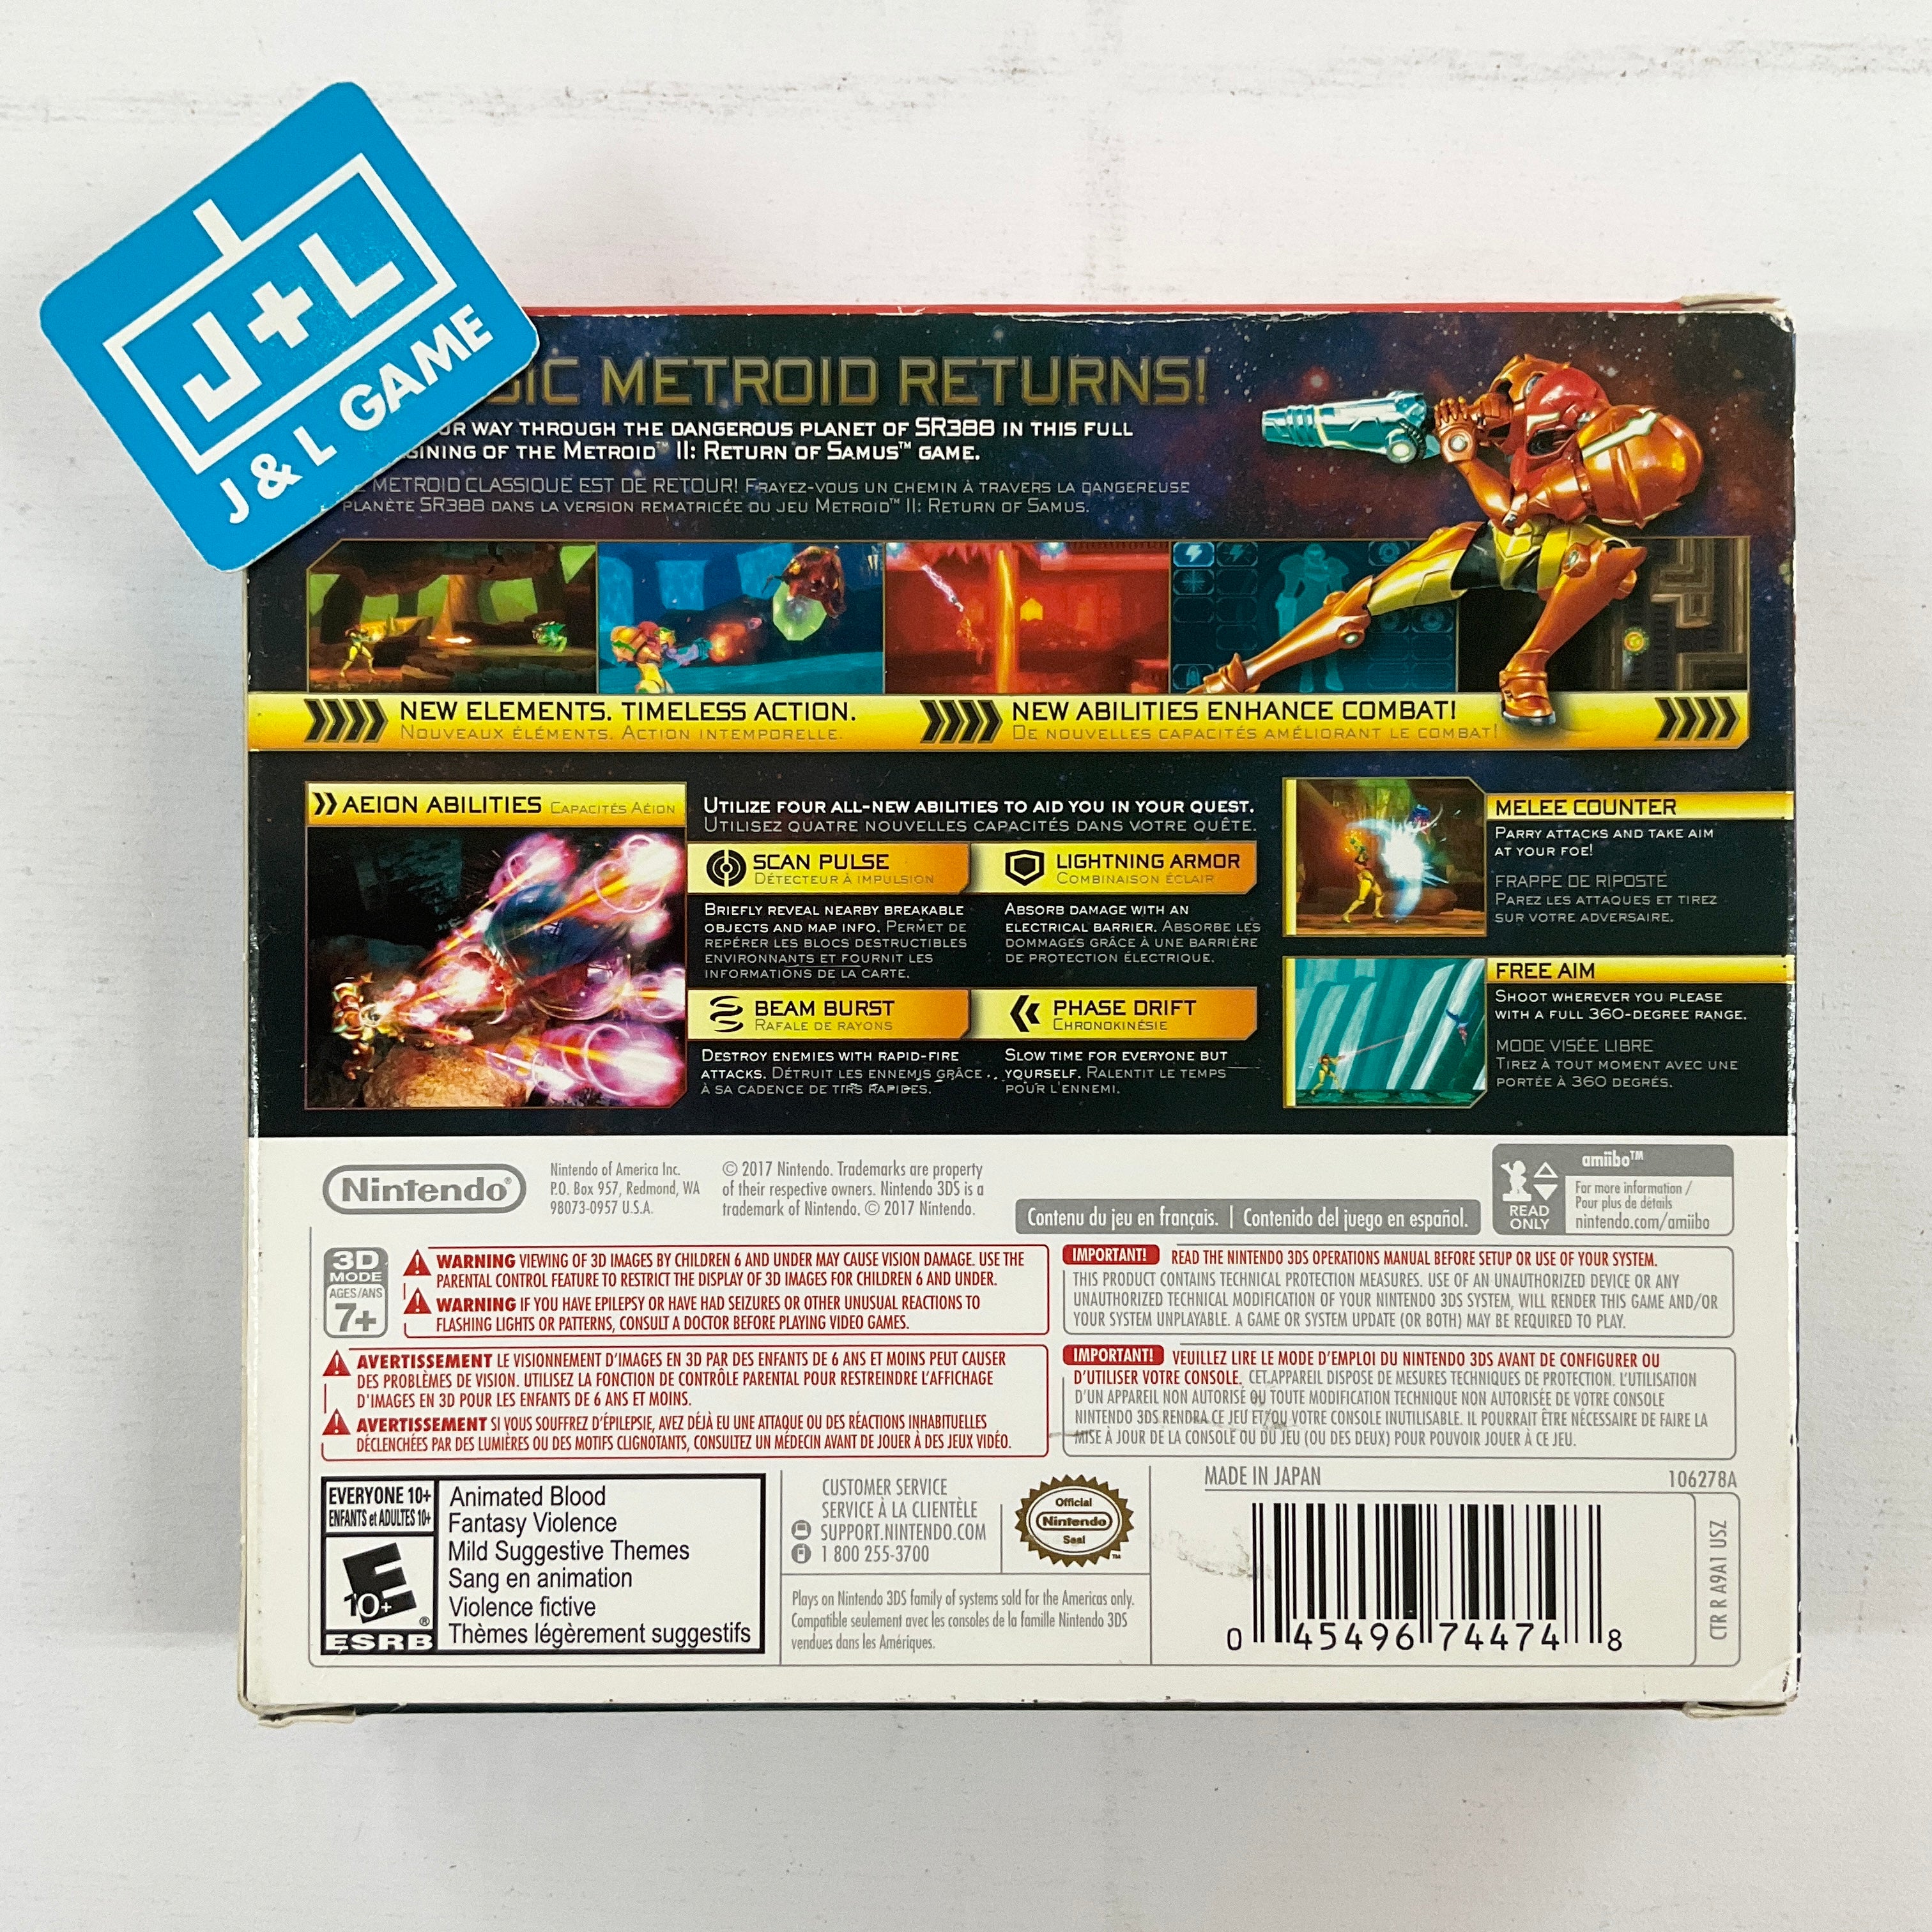 J+L
J & L GAME
METROID RETURNS!
WAY THROUGH THE DANGEROUS PLANET OF SR388 IN THIS FULL
OF THE METROID™ II: RETURN OF SAMUS™ GAME.
METROID CLASSIQUE EST DE RETOUR! FRAYEZ-VOUS UN CHEMIN À TRAVERS LA DANGEREUSE
PLANÈTE SR388 DANS LA VERSION REMATRICÉE DU JEU METROID™ II: RETURN OF SAMUS.
NEW ELEMENTS. TIMELESS ACTION.
NOUVEAUX ÉLÉMENTS. ACTION INTEMPORELLE.
NEW ABILITIES ENHANCE COMBAT!
DE NOUVELLES CAPACITÉS AMÉLIORANT LE COMBAT!
AEION ABILITIES CAPACITÉS AÉION
UTILIZE FOUR ALL-NEW ABILITIES TO AID YOU IN YOUR QUEST.
UTILISEZ QUATRE NOUVELLES CAPACITÉS DANS VOTRE QUÊTE.
SCAN PULSE
DÉTECTEUR À IMPULSION
BRIEFLY REVEAL NEARBY BREAKABLE
OBJECTS AND MAP INFO. PERMET DE
REPÉRER LES BLOCS DESTRUCTIBLES
ENVIRONNANTS ET FOURNIT LES
INFORMATIONS DE LA CARTE.
LIGHTNING ARMOR
COMBINAISON ÉCLAIR
ABSORB DAMAGE WITH AN
ELECTRICAL BARRIER. ABSORBE LES
DOMMAGES GRÂCE À UNE BARRIÈRE
DE PROTECTION ÉLECTRIQUE.
BEAM BURST
RAFALE DE RAYONS
DESTROY ENEMIES WITH RAPID-FIRE
ATTACKS. DÉTRUIT LES ENNEMIS GRÂCE
À SA CADENCE DE TIRS RAPIDES.
PHASE DRIFT
CHRONOKINÉSIE
SLOW TIME FOR EVERYONE BUT
YOURSELF. RALENTIT LE TEMPS
POUR L'ENNEMI.
MELEE COUNTER
PARRY ATTACKS AND TAKE AIM
AT YOUR FOE!
FRAPPE DE RIPOSTE
PAREZ LES ATTAQUES ET TIREZ
SUR VOTRE ADVERSAIRE.
FREE AIM
SHOOT WHEREVER YOU PLEASE
WITH A FULL 360-DEGREE RANGE.
MODE VISÉE LIBRE
TIREZ À TOUT MOMENT AVEC UNE
PORTÉE À 360 DEGRÉS.
Nintendo®
Nintendo of America Inc.
P.O. Box 957, Redmond, WA
98073-0957 U.S.A.
© 2017 Nintendo. Trademarks are property
of their respective owners. Nintendo 3DS is a
trademark of Nintendo. © 2017 Nintendo.
Contenu du jeu en français. | Contenido del juego en español.
amiibo™
READ
ONLY
For more information /
Pour plus de détails
nintendo.com/amiibo
3D
MODE
AGES/ANS
7+
WARNING VIEWING OF 3D IMAGES BY CHILDREN 6 AND UNDER MAY CAUSE VISION DAMAGE. USE THE
PARENTAL CONTROL FEATURE TO RESTRICT THE DISPLAY OF 3D IMAGES FOR CHILDREN 6 AND UNDER.
WARNING IF YOU HAVE EPILEPSY OR HAVE HAD SEIZURES OR OTHER UNUSUAL REACTIONS TO
FLASHING LIGHTS OR PATTERNS, CONSULT A DOCTOR BEFORE PLAYING VIDEO GAMES.
AVERTISSEMENT LE VISIONNEMENT D'IMAGES EN 3D PAR DES ENFANTS DE 6 ANS ET MOINS PEUT CAUSER
DES PROBLÈMES DE VISION. UTILISEZ LA FONCTION DE CONTRÔLE PARENTAL POUR RESTREINDRE L'AFFICHAGE
D'IMAGES EN 3D POUR LES ENFANTS DE 6 ANS ET MOINS.
AVERTISSEMENT SI VOUS SOUFFREZ D'ÉPILEPSIE, AVEZ DÉJÀ EU UNE ATTAQUE OU DES RÉACTIONS INHABITUELLES
DÉCLENCHÉES PAR DES LUMIÈRES OU DES MOTIFS CLIGNOTANTS, CONSULTEZ UN MÉDECIN AVANT DE JOUER À DES JEUX VIDÉO.
IMPORTANT! READ THE NINTENDO 3DS OPERATIONS MANUAL BEFORE SETUP OR USE OF YOUR SYSTEM.
THIS PRODUCT CONTAINS TECHNICAL PROTECTION MEASURES. USE OF AN UNAUTHORIZED DEVICE OR ANY
UNAUTHORIZED TECHNICAL MODIFICATION OF YOUR NINTENDO 3DS SYSTEM, WILL RENDER THIS GAME AND/OR
YOUR SYSTEM UNPLAYABLE. A GAME OR SYSTEM UPDATE (OR BOTH) MAY BE REQUIRED TO PLAY.
IMPORTANT! VEUILLEZ LIRE LE MODE D'EMPLOI DU NINTENDO 3DS AVANT DE CONFIGURER OU
D'UTILISER VOTRE CONSOLE. CET APPAREIL DISPOSE DE MESURES TECHNIQUES DE PROTECTION. L'UTILISATION
D'UN APPAREIL NON AUTORISÉ OU TOUTE MODIFICATION TECHNIQUE NON AUTORISÉE DE VOTRE CONSOLE
NINTENDO 3DS RENDRA CE JEU ET/OU VOTRE CONSOLE INUTILISABLE. IL POURRAIT ÊTRE NÉCESSAIRE DE FAIRE LA
MISE À JOUR DE LA CONSOLE OU DU JEU (OU DES DEUX) POUR POUVOIR JOUER À CE JEU.
EVERYONE 10+
ENFANTS et ADULTES 10+
E
10+
ESRB
Animated Blood
Fantasy Violence
Mild Suggestive Themes
Sang en animation
Violence fictive
Thèmes légèrement suggestifs
CUSTOMER SERVICE
SERVICE À LA CLIENTÈLE
SUPPORT.NINTENDO.COM
1 800 255-3700
Official
Nintendo
Seal
Plays on Nintendo 3DS family of systems sold for the Americas only.
Compatible seulement avec les consoles de la famille Nintendo 3DS
vendues dans les Amériques.
MADE IN JAPAN
106278A
0 45496 74474 8
CTR R A9A1 USZ